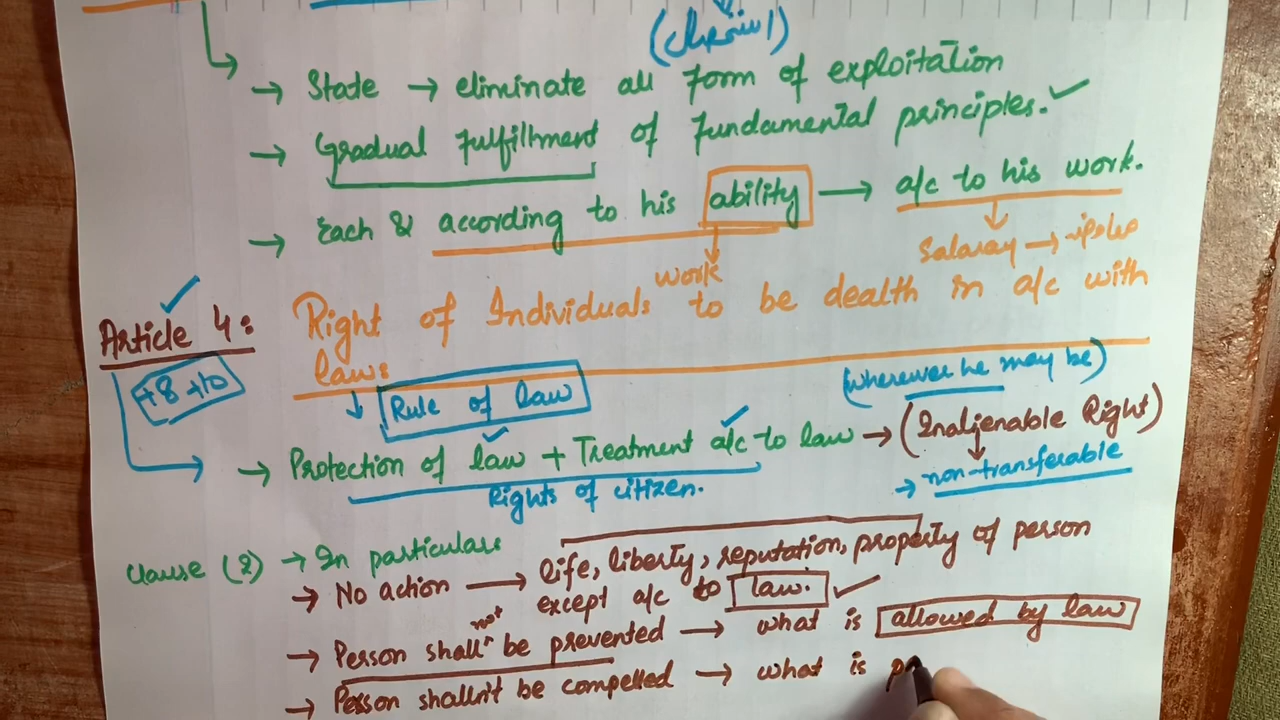 → State → eliminate all form of exploitation
→ Gradual fulfillment of fundamental principles. ✓
→ Each & according to his ability → a/c to his work.
work
Salaray →
Article 4: Right of Individuals to be dealth in a/c with
laws
+8+10
↓ Rule of law
(wherever he may be)
→ Protection of law + Treatment a/c to law → (Inalienable Right)
Rights of citizen.
→ non-transferable
Clause (2) → In particular
→ No action → life, liberty, reputation, property of person
except a/c to law. ✓
→ Person shall not be prevented → what is allowed by law
→ Person shalln't be compelled → what is p